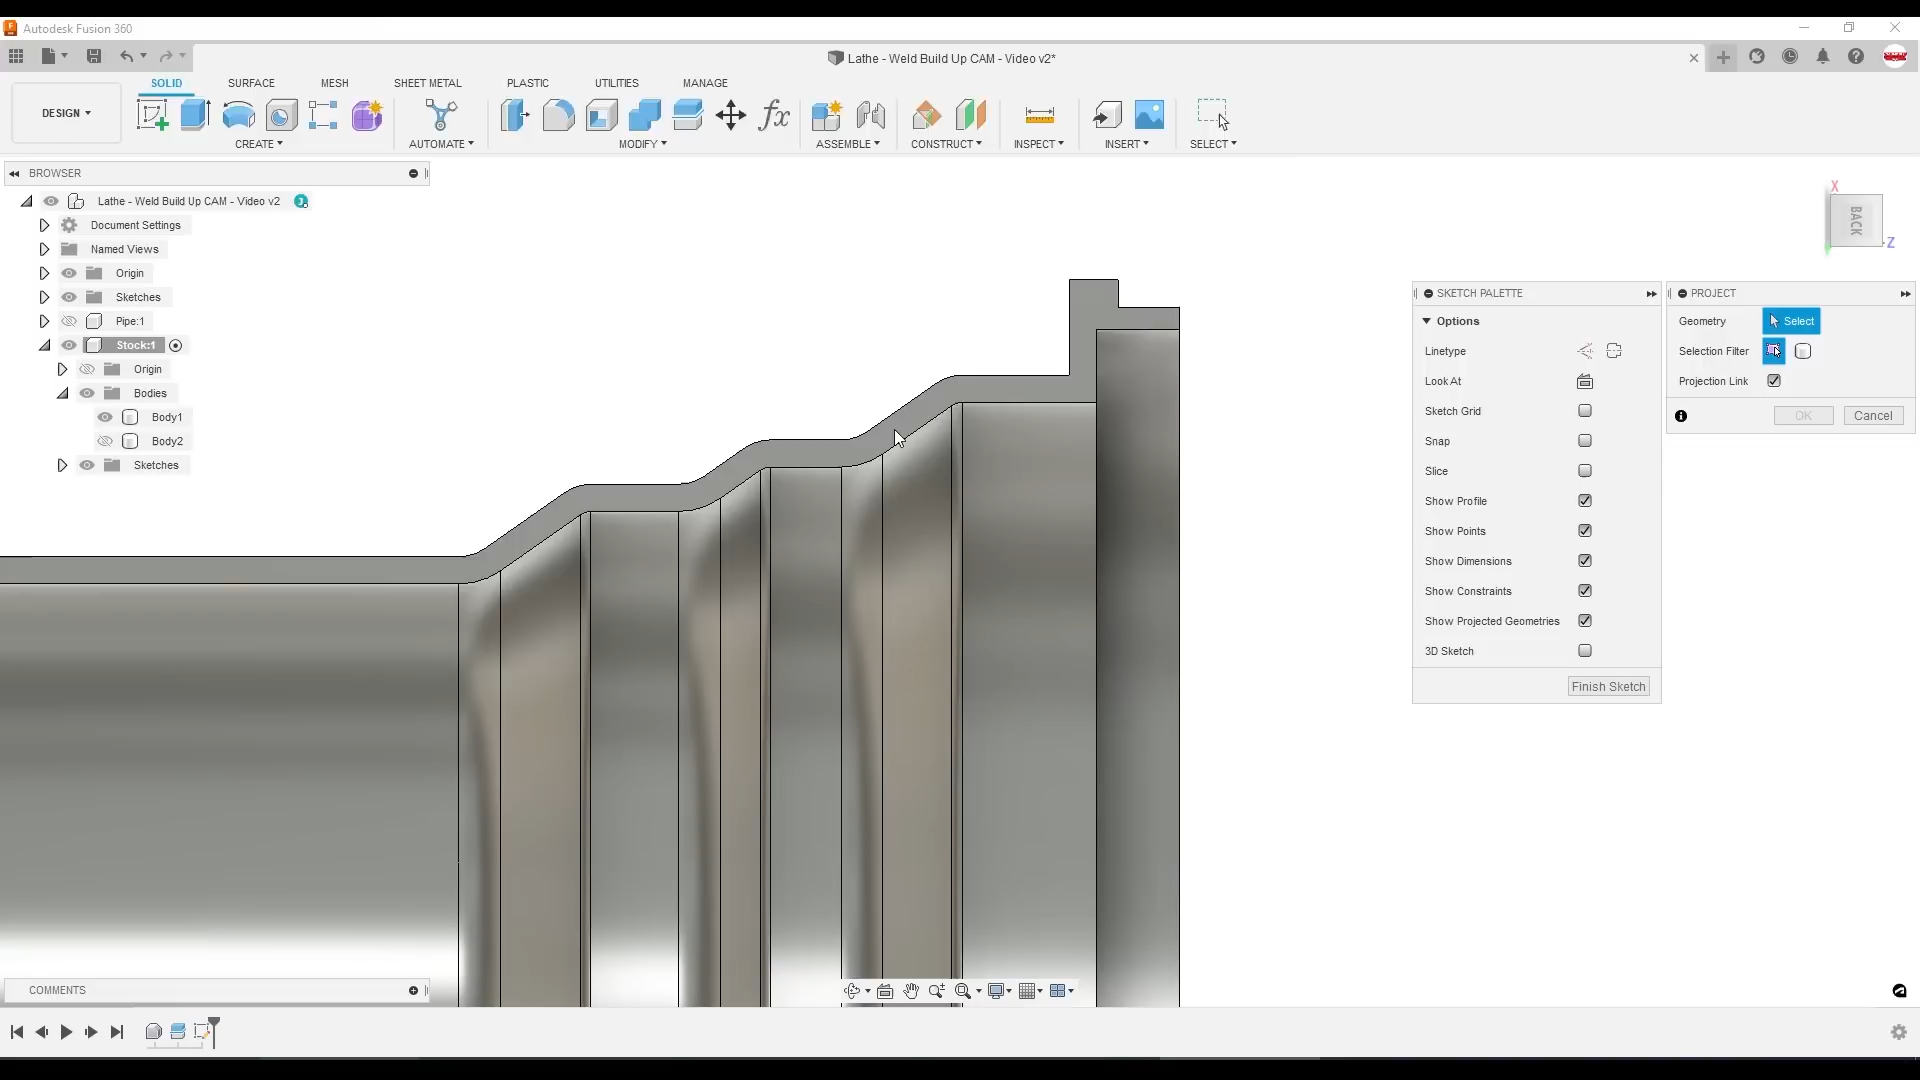 Autodesk Fusion 360
Lathe - Weld Build Up CAM - Video v2*
DESIGN
SOLID
SURFACE
MESH
SHEET METAL
PLASTIC
UTILITIES
MANAGE
CREATE
AUTOMATE
MODIFY
ASSEMBLE
CONSTRUCT
INSPECT
INSERT
SELECT
BROWSER
Lathe - Weld Build Up CAM - Video v2
Document Settings
Named Views
Origin
Sketches
Pipe:1
Stock:1
Origin
Bodies
Body1
Body2
Sketches
X
BACK
Z
SKETCH PALETTE
Options
Linetype
Look At
Sketch Grid
Snap
Slice
Show Profile
Show Points
Show Dimensions
Show Constraints
Show Projected Geometries
3D Sketch
Finish Sketch
PROJECT
Geometry
Select
Selection Filter
Projection Link
OK
Cancel
COMMENTS